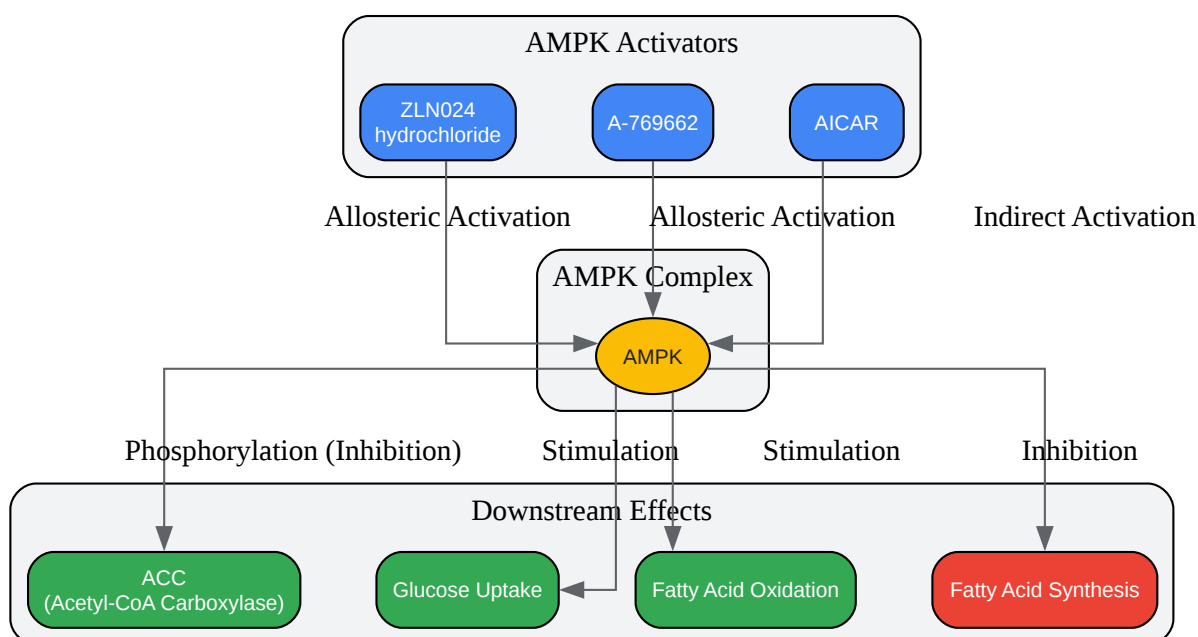 AMPK Activators
ZLN024
hydrochloride
A-769662
AICAR
Allosteric Activation
Allosteric Activation
Indirect Activation
AMPK Complex
AMPK
Phosphorylation (Inhibition)
Stimulation
Stimulation
Inhibition
Downstream Effects
ACC
(Acetyl-CoA Carboxylase)
Glucose Uptake
Fatty Acid Oxidation
Fatty Acid Synthesis